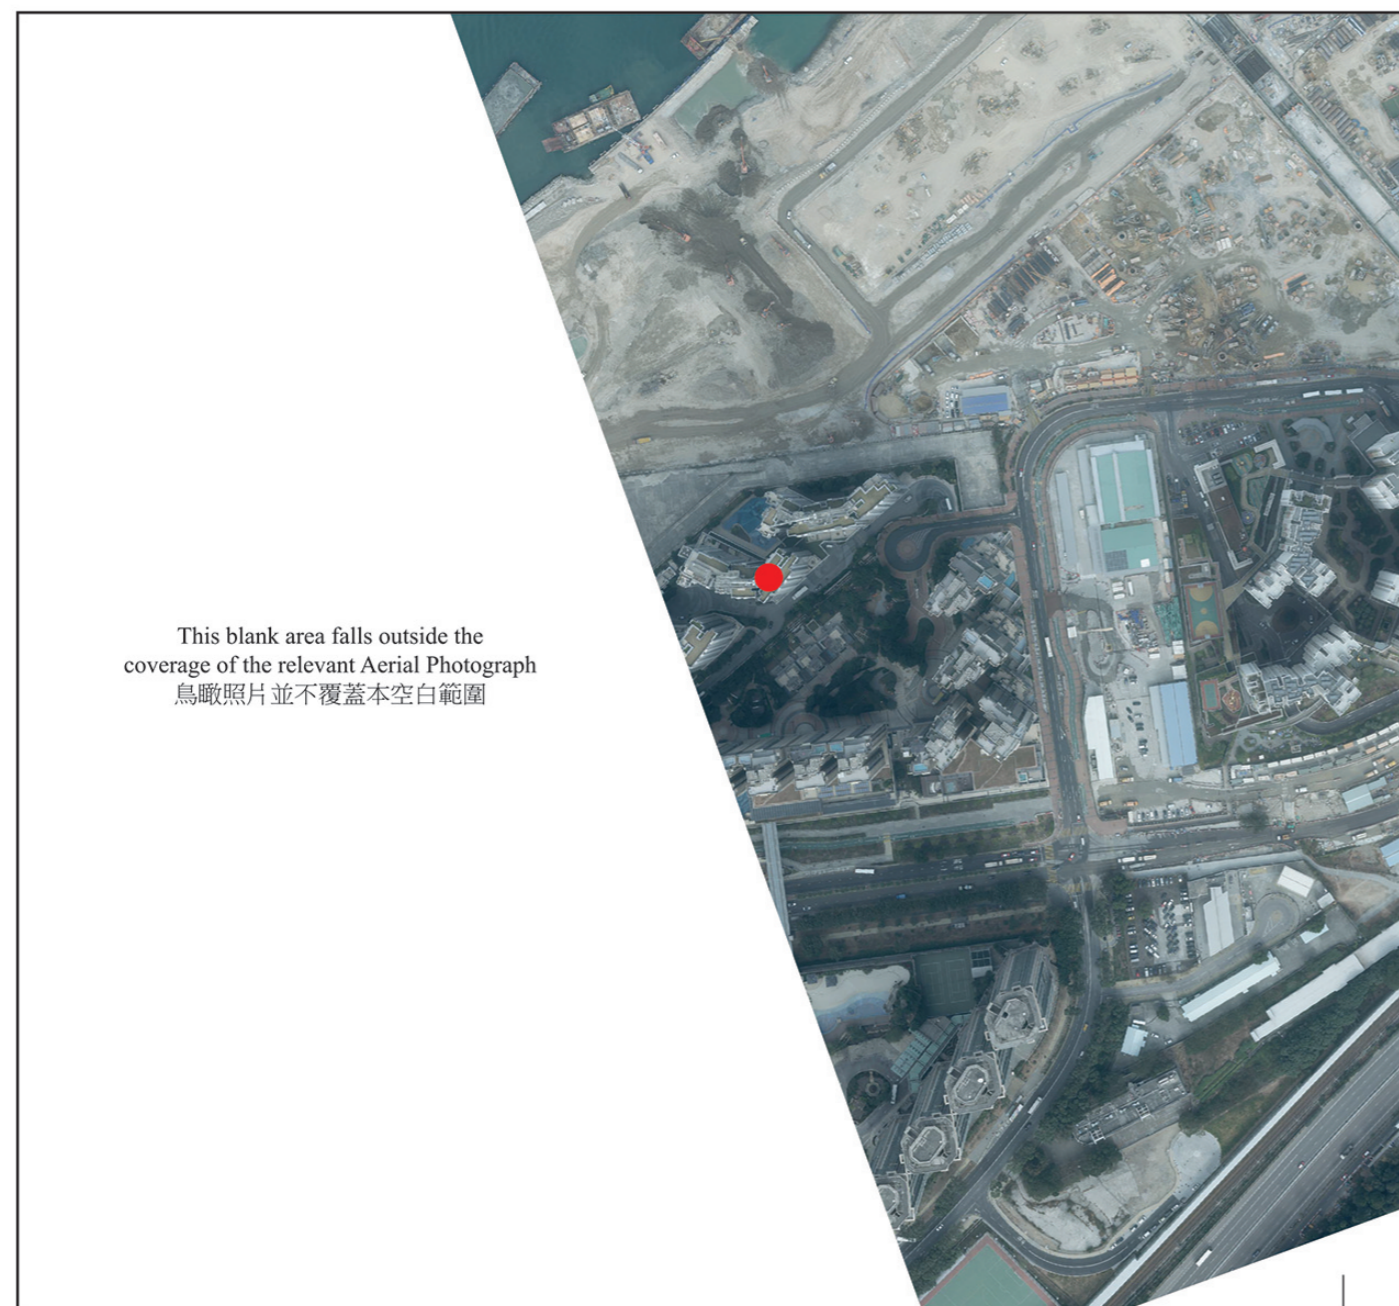 This blank area falls outside the
coverage of the relevant Aerial Photograph
鳥瞰照片並不覆蓋本空白範圍